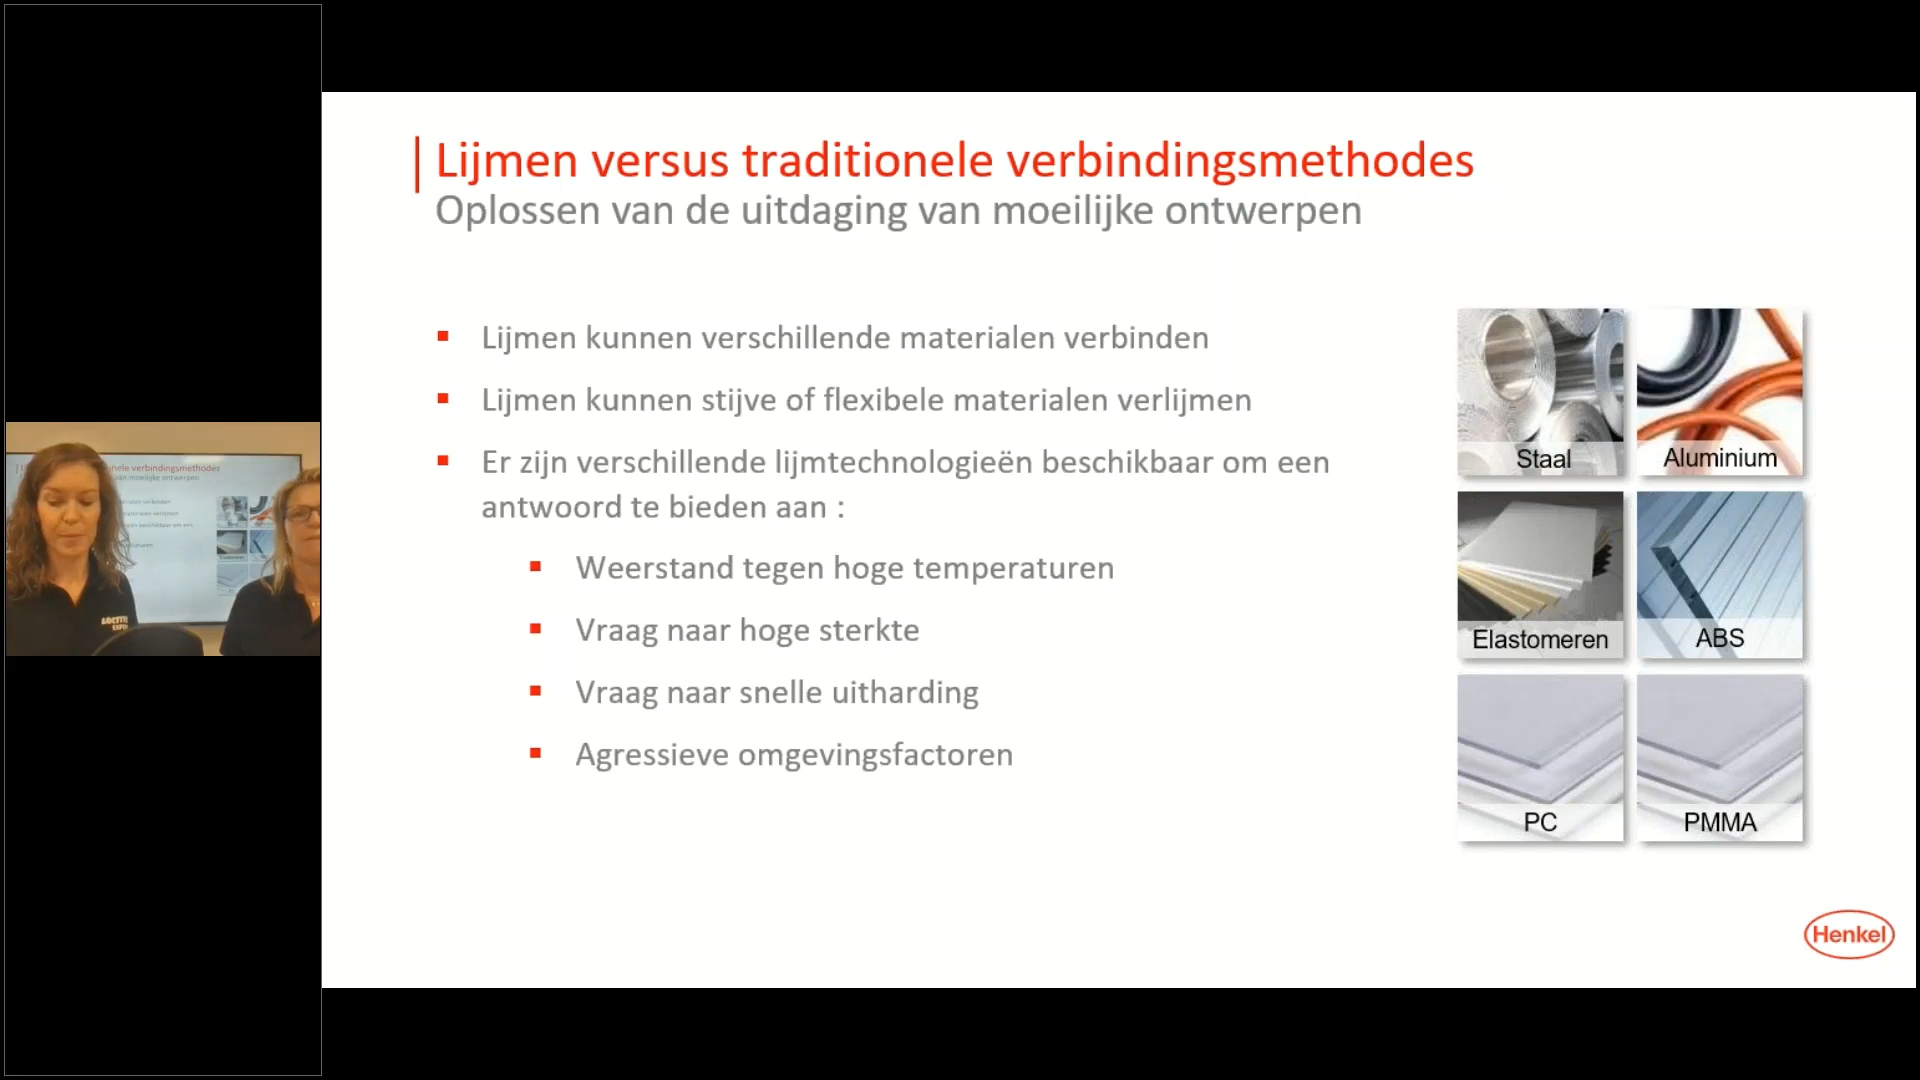 Lijmen versus traditionele verbindingsmethodes
Oplossen van de uitdaging van moeilijke ontwerpen
Lijmen kunnen verschillende materialen verbinden
Lijmen kunnen stijve of flexibele materialen verlijmen
Er zijn verschillende lijmtechnologieën beschikbaar om een
antwoord te bieden aan :
Weerstand tegen hoge temperaturen
Vraag naar hoge sterkte
Vraag naar snelle uitharding
Agressieve omgevingsfactoren
Staal
Aluminium
Elastomeren
ABS
PC
PMMA
Henkel